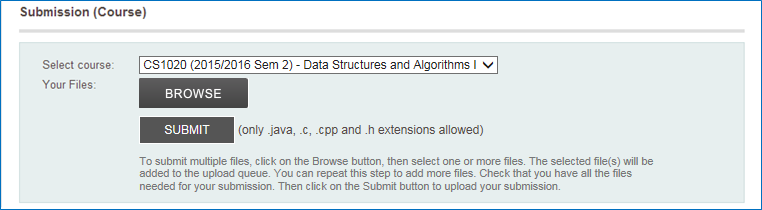 Submission (Course)
Select course: CS1020 (2015/2016 Sem 2) - Data Structures and Algorithms I
Your Files: BROWSE
SUBMIT (only .java, .c, .cpp and .h extensions allowed)
To submit multiple files, click on the Browse button, then select one or more files. The selected file(s) will be
added to the upload queue. You can repeat this step to add more files. Check that you have all the files
needed for your submission. Then click on the Submit button to upload your submission.